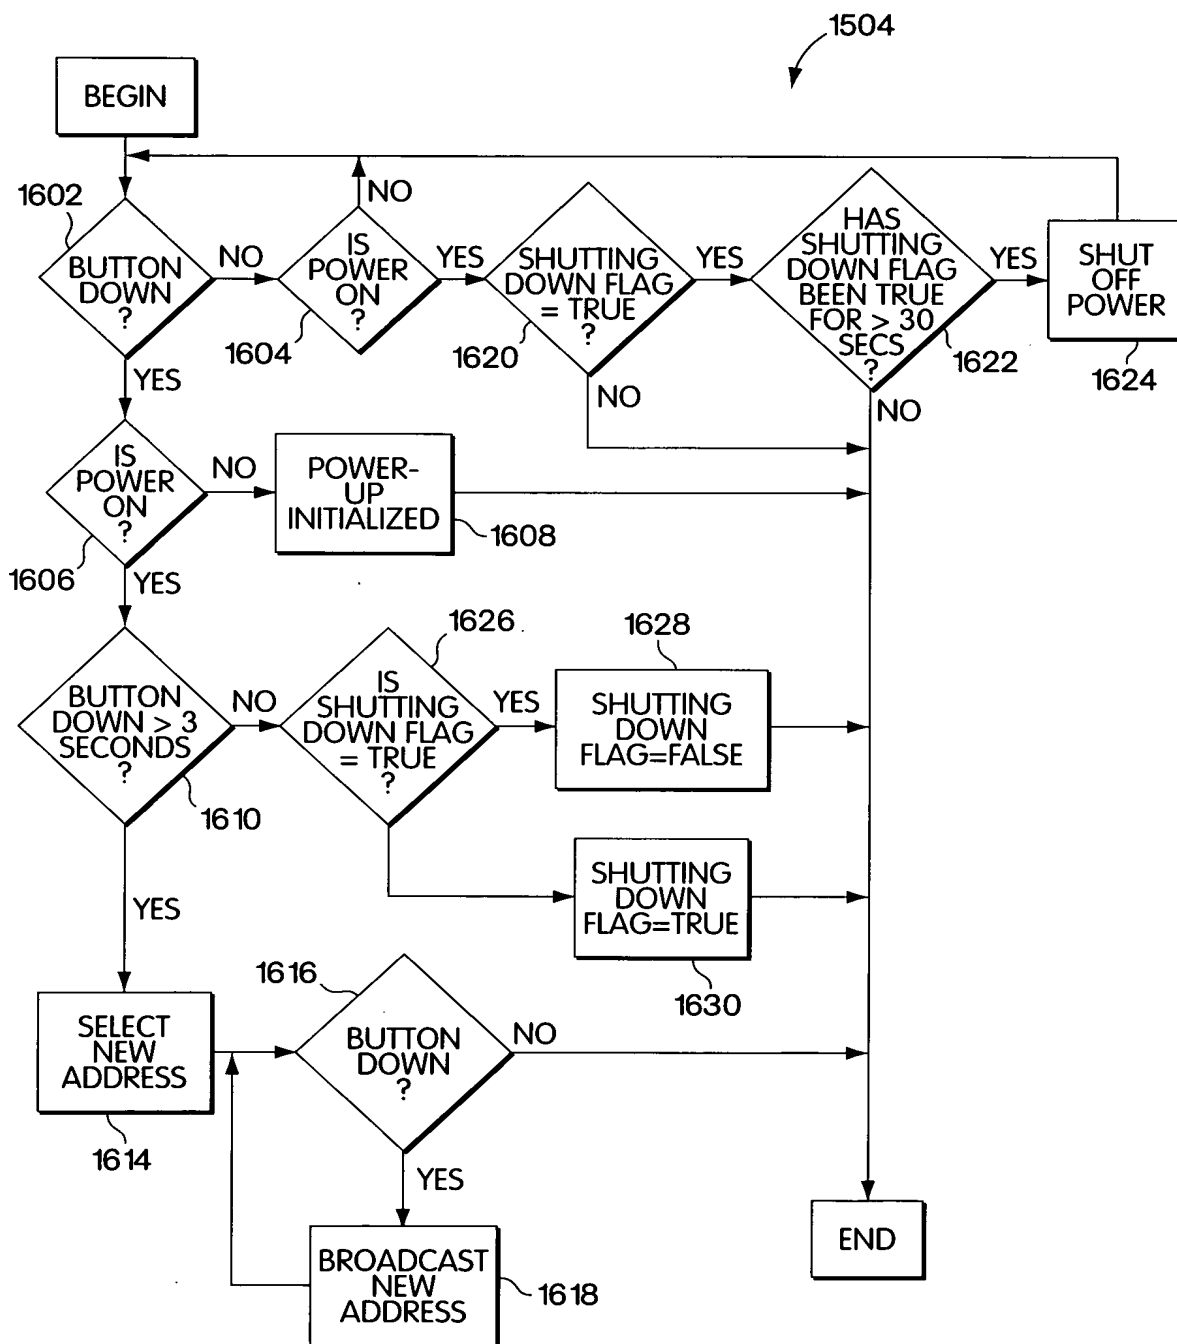 1504
BEGIN
1602
BUTTON
DOWN
?
NO
IS
POWER
ON
?
1604
NO
YES
SHUTTING
DOWN FLAG
= TRUE
?
1620
YES
NO
HAS
SHUTTING
DOWN FLAG
BEEN TRUE
FOR > 30
SECS
?
1622
YES
NO
SHUT
OFF
POWER
1624
YES
IS
POWER
ON
?
1606
NO
POWER-
UP
INITIALIZED
1608
YES
BUTTON
DOWN > 3
SECONDS
?
1610
NO
1626
IS
SHUTTING
DOWN FLAG
= TRUE
?
YES
1628
SHUTTING
DOWN
FLAG=FALSE
SHUTTING
DOWN
FLAG=TRUE
1630
YES
SELECT
NEW
ADDRESS
1614
1616
BUTTON
DOWN
?
NO
YES
BROADCAST
NEW
ADDRESS
1618
END